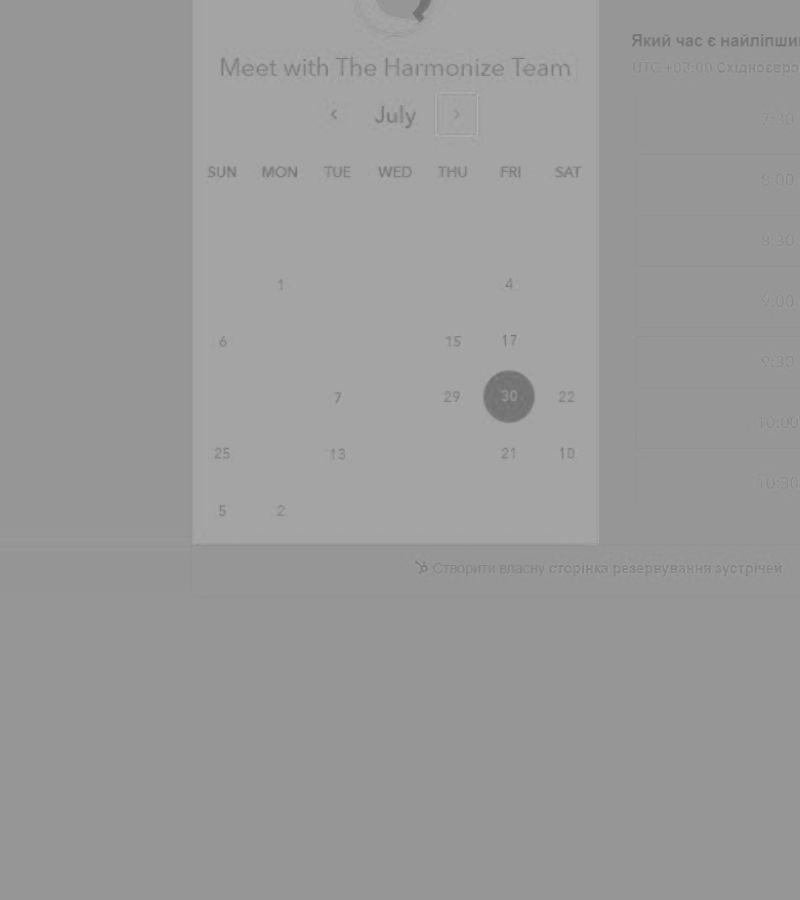 Meet with The Harmonize Team
July
SUN MON TUE WED THU FRI SAT
1 4
6 15 17
7 29 30 22
25 13 21 10
5 2
Який час є найліпши
UTC +03:00 Східноєвро
7:30
8:00
8:30
9:00
9:30
10:00
10:30
Створити власну сторінка резервування зустрічей